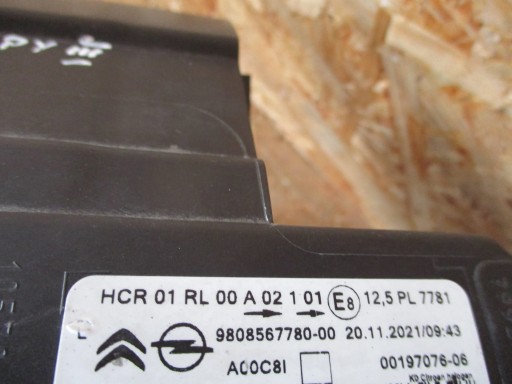 HCR 01 RL 00 A 02 1 01 E8 12,5 PL 7781
L 9808567780-00 20.11.2021/09:43
A00C8I 00197076-06